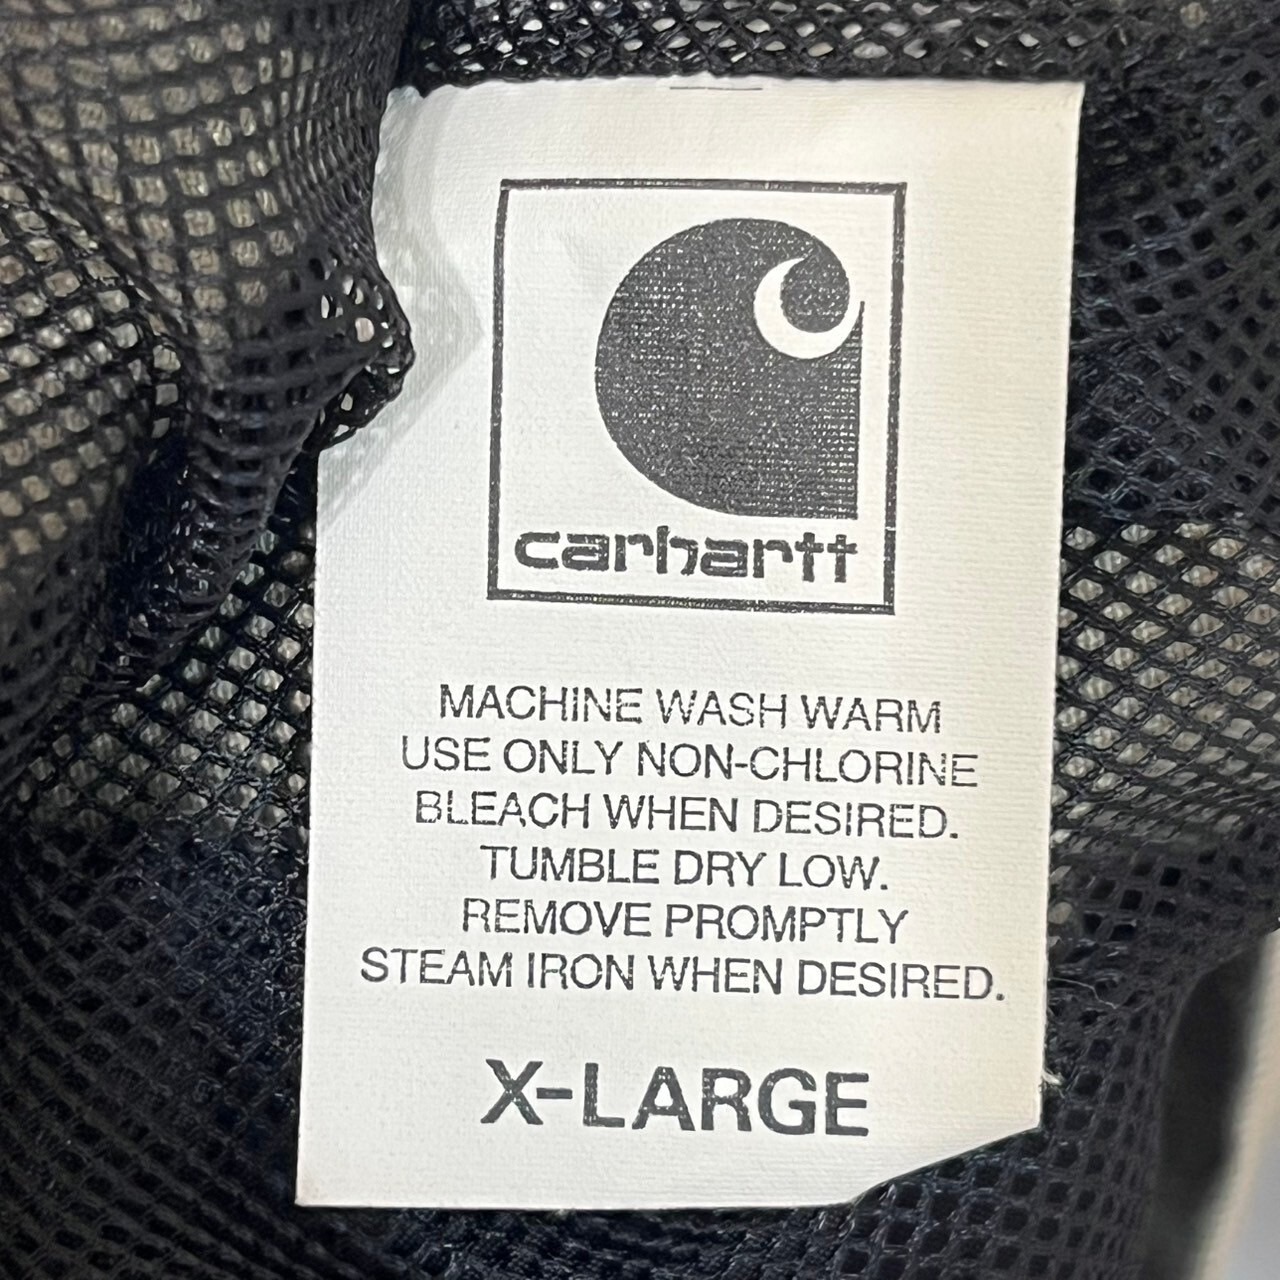 carhartt
MACHINE WASH WARM
USE ONLY NON-CHLORINE
BLEACH WHEN DESIRED.
TUMBLE DRY LOW.
REMOVE PROMPTLY
STEAM IRON WHEN DESIRED.
X-LARGE